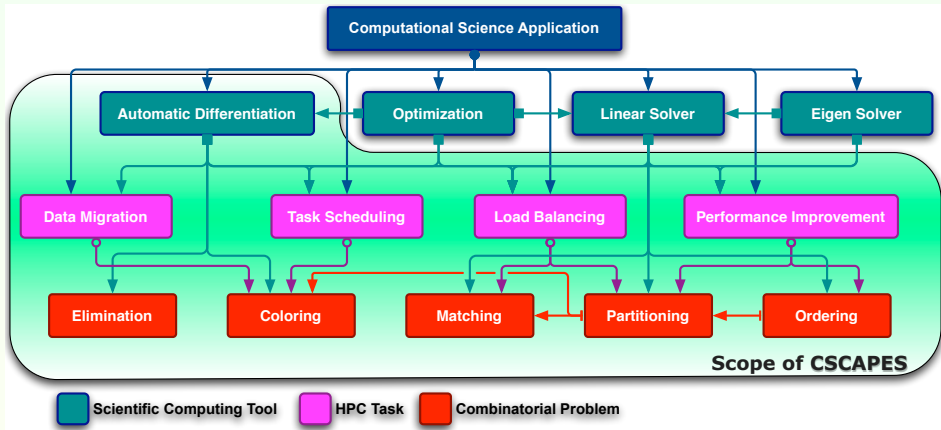 Computational Science Application
Automatic Differentiation
Optimization
Linear Solver
Eigen Solver
Data Migration
Task Scheduling
Load Balancing
Performance Improvement
Elimination
Coloring
Matching
Partitioning
Ordering
Scope of CSCAPES
Scientific Computing Tool
HPC Task
Combinatorial Problem